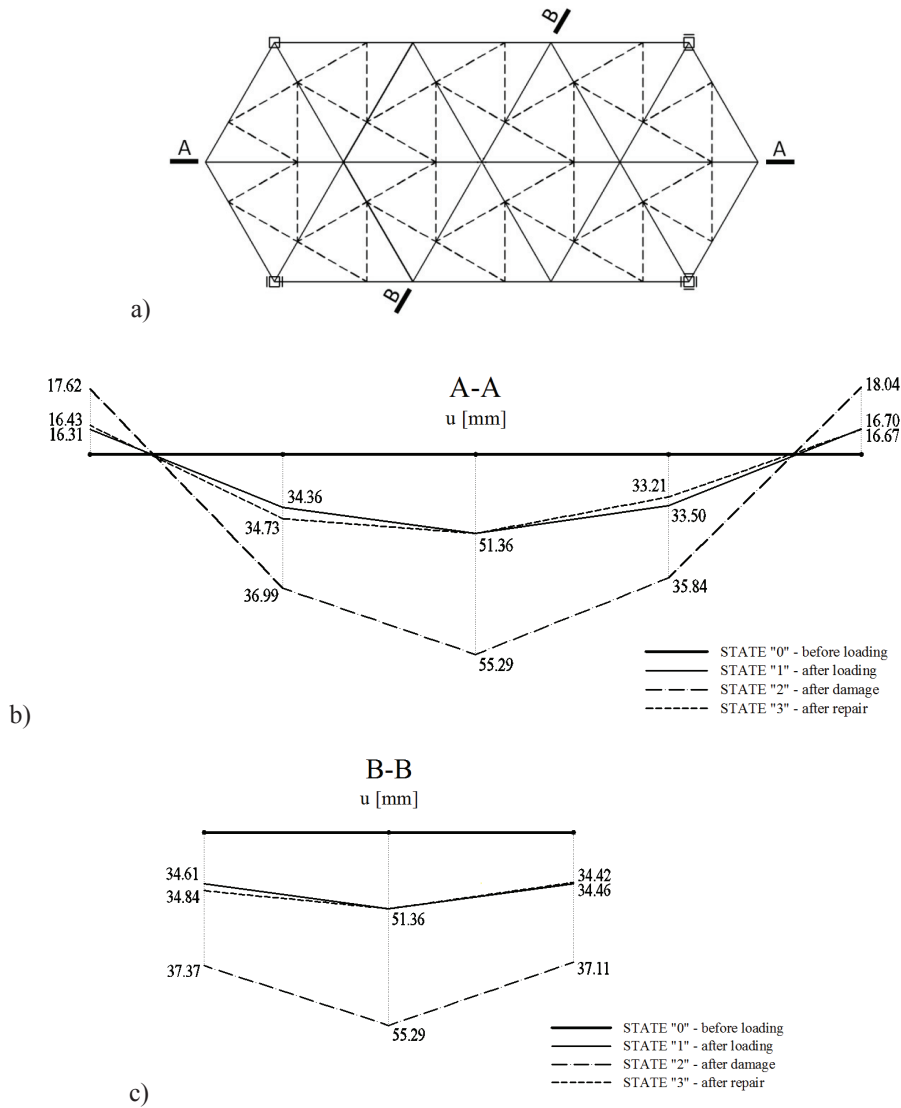 B
A
A
B
a)
A-A
u [mm]
17.62
18.04
16.43
16.70
16.31
16.67
34.36
33.21
34.73
51.36
33.50
36.99
35.84
55.29
STATE "0" - before loading
STATE "1" - after loading
STATE "2" - after damage
STATE "3" - after repair
b)
B-B
u [mm]
34.61
34.42
34.84
34.46
51.36
37.37
37.11
55.29
STATE "0" - before loading
STATE "1" - after loading
STATE "2" - after damage
STATE "3" - after repair
c)